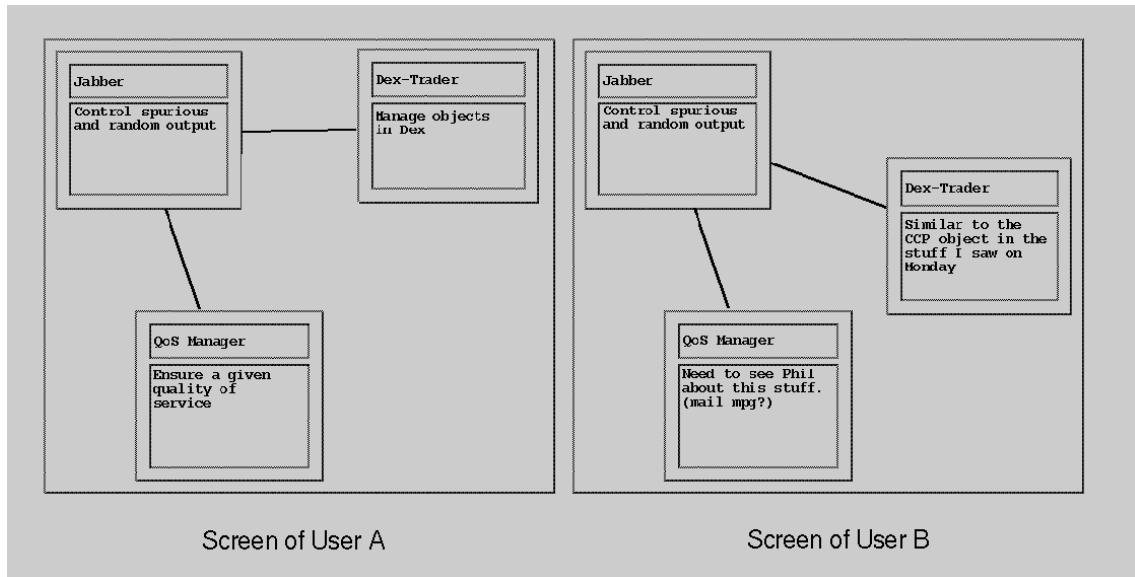 Jabber
Control spurious
and random output
Dex-Trader
Manage objects
in Dex
QoS Manager
Ensure a given
quality of
service
Screen of User A
Jabber
Control spurious
and random output
Dex-Trader
Similar to the
CCP object in the
stuff I saw on
Monday
QoS Manager
Need to see Phil
about this stuff.
(mail mpg?)
Screen of User B